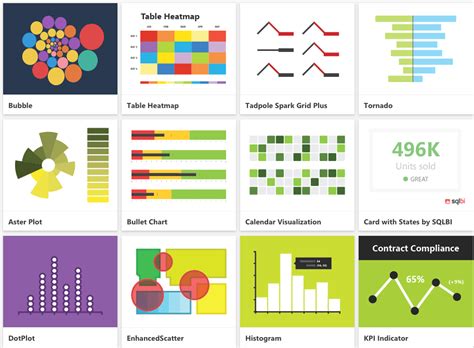 Table Heatmap
Bubble
Table Heatmap
Tadpole Spark Grid Plus
Tornado
496K
Units sold
GREAT
sqlbi
Aster Plot
Bullet Chart
Calendar Visualization
Card with States by SQLBI
Contract Compliance
65%
DotPlot
EnhancedScatter
Histogram
KPI Indicator